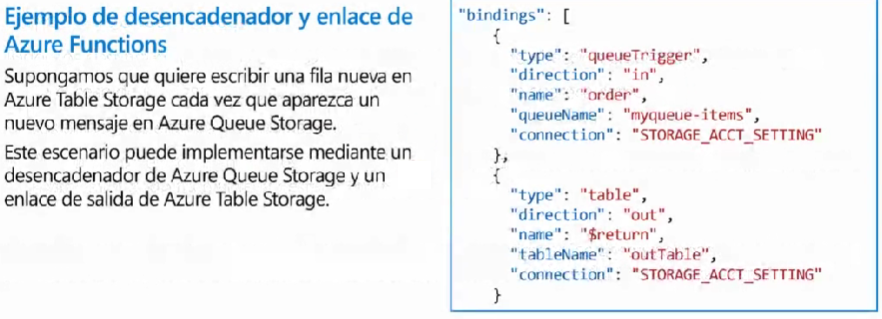 Ejemplo de desencadenador y enlace de
Azure Functions
Supongamos que quiere escribir una fila nueva en
Azure Table Storage cada vez que aparezca un
nuevo mensaje en Azure Queue Storage.
Este escenario puede implementarse mediante un
desencadenador de Azure Queue Storage y un
enlace de salida de Azure Table Storage.
"bindings": [
{
"type": "queueTrigger",
"direction": "in",
"name": "order",
"queueName": "myqueue-items",
"connection": "STORAGE_ACCT_SETTING"
},
{
"type": "table",
"direction": "out",
"name": "$return",
"tableName": "outTable",
"connection": "STORAGE_ACCT_SETTING"
}